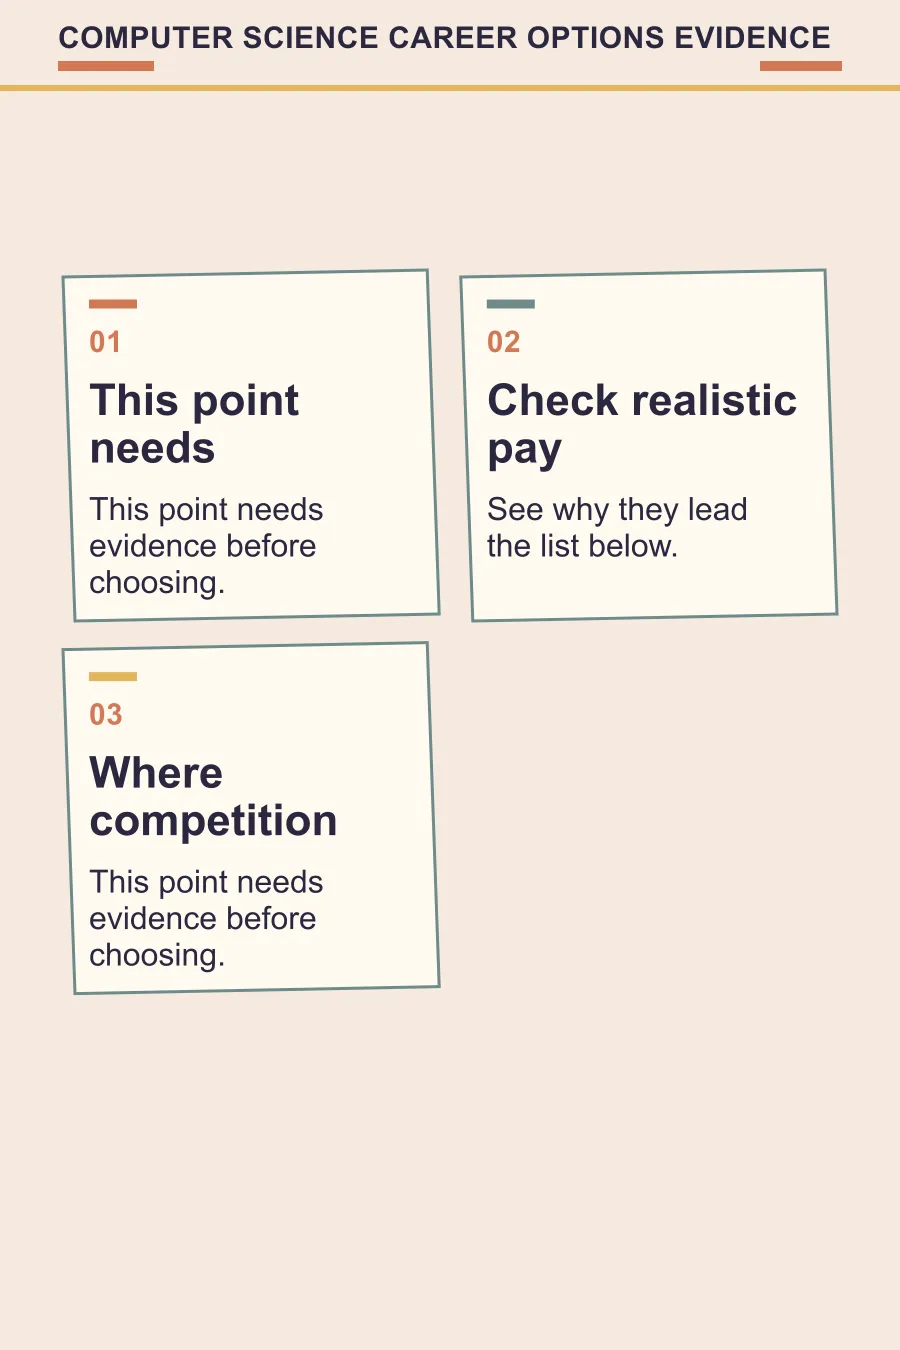 COMPUTER SCIENCE CAREER OPTIONS EVIDENCE
01
This point
needs
This point needs
evidence before
choosing.
02
Check realistic
pay
See why they lead
the list below.
03
Where
competition
This point needs
evidence before
choosing.